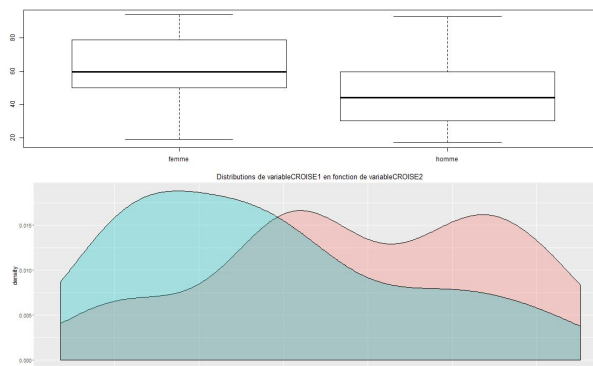 80
60
40
20
femme homme
Distributions de variableCROISE1 en fonction de variableCROISE2
0.015
0.010
density
0.005
0.000